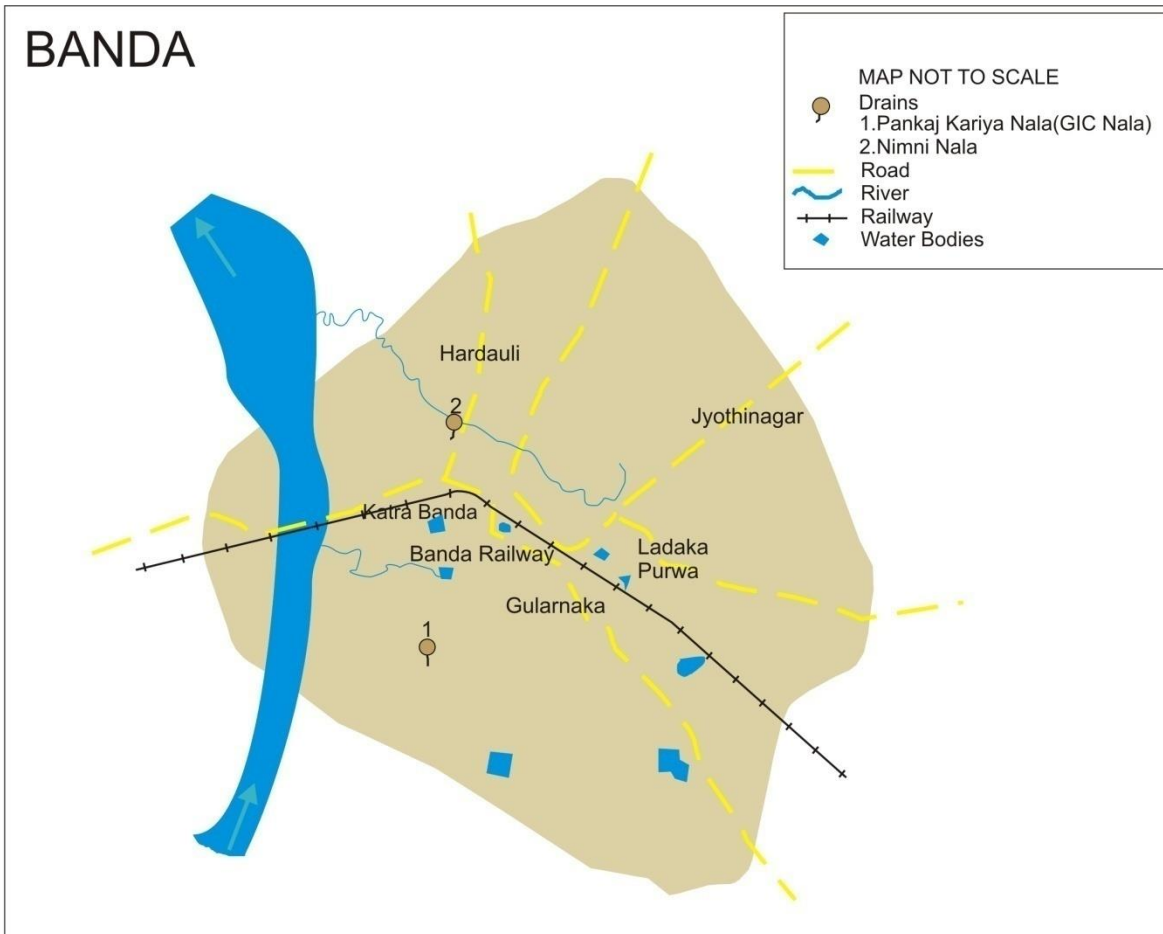 BANDA
MAP NOT TO SCALE
Drains
1.Pankaj Kariya Nala(GIC Nala)
2.Nimni Nala
Road
River
Railway
Water Bodies
Hardauli
2
Jyothinagar
Katra Banda
Banda Railway
Ladaka
Purwa
Gularnaka
1